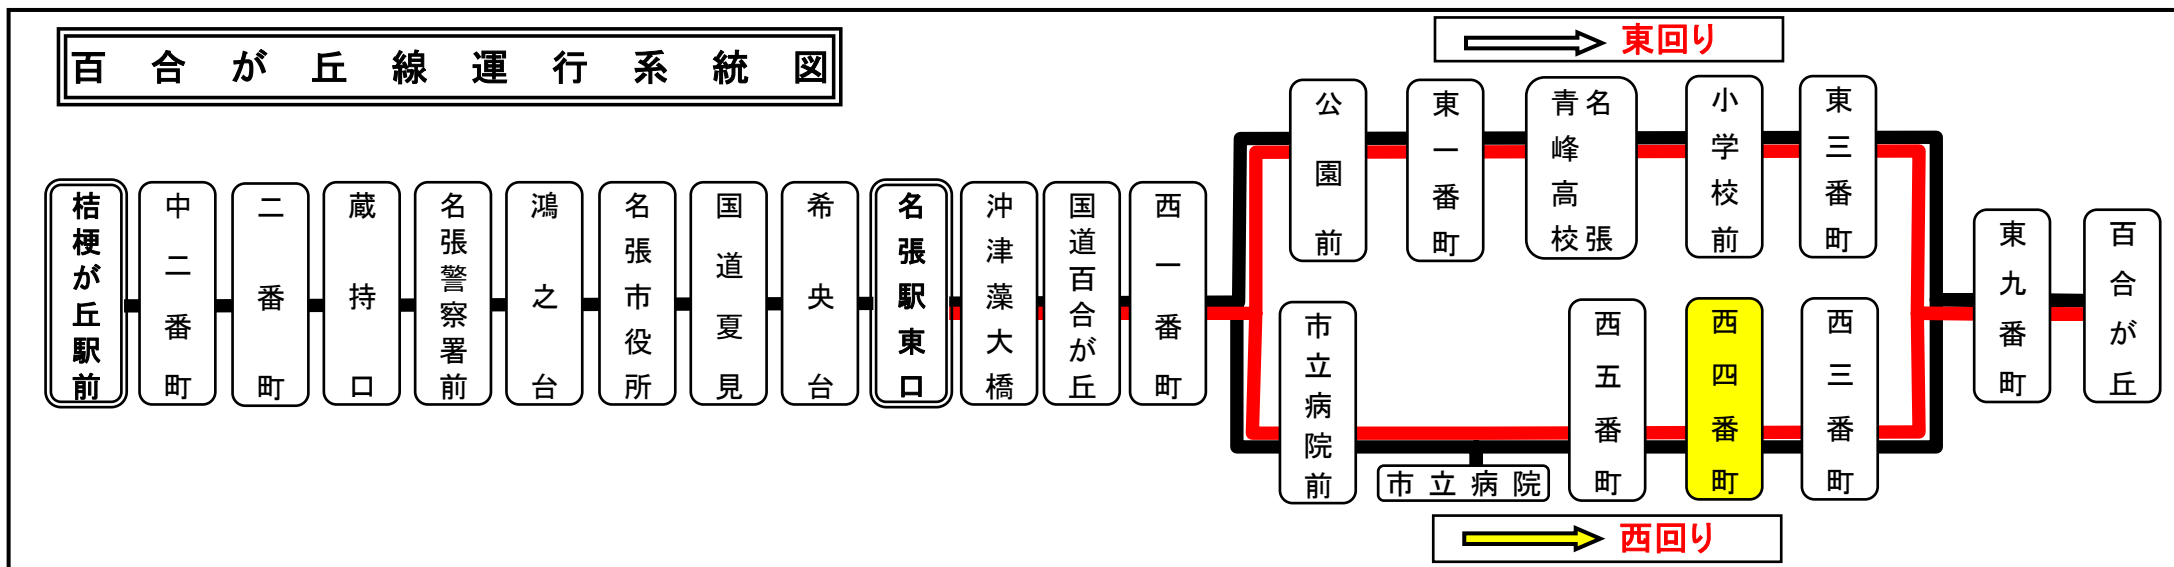 百合が丘線運行系統図
東回り
桔梗が丘駅前
中二番町
二番町
蔵持口
名張警察署前
鴻之台
名張市役所
国道夏見
希央台
名張駅東口
沖津藻大橋
国道百合が丘
西一番町
公園前
東一番町
名張
青峰高校
小学校前
東三番町
市立病院前
市立病院
西五番町
西四番町
西三番町
東九番町
百合が丘
西回り